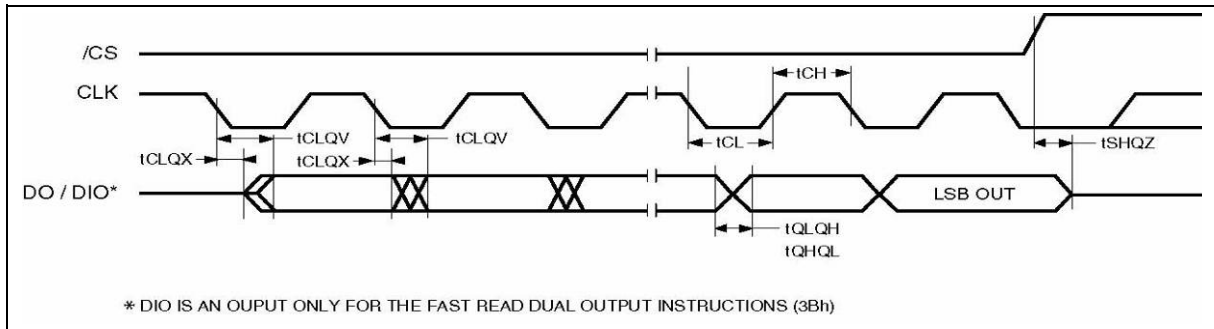 /CS
tCH
CLK
tCLQV
tCLQV
tCL
tSHQZ
tCLQX
tCLQX
DO / DIO*
LSB OUT
tQLQH
tQHQL
* DIO IS AN OUPUT ONLY FOR THE FAST READ DUAL OUTPUT INSTRUCTIONS (3Bh)